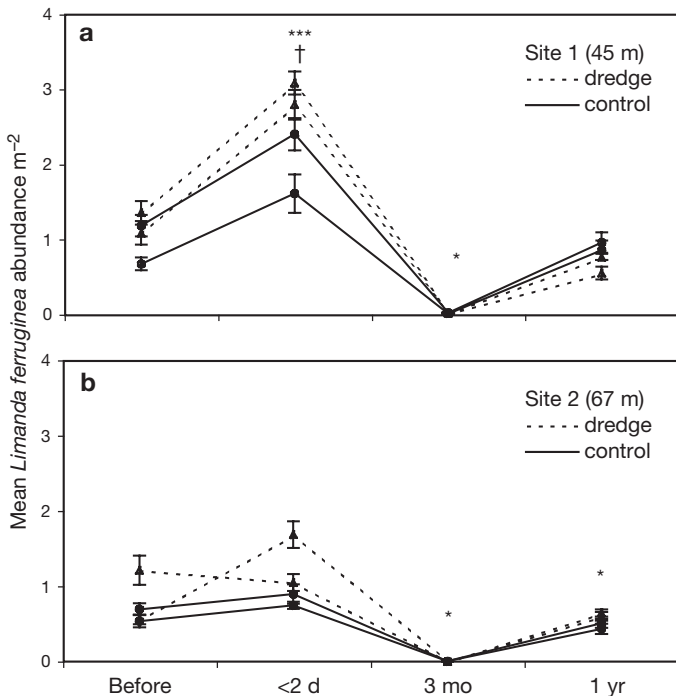 Mean Limanda ferruginea abundance m⁻²
a
4
3
2
1
0
***
†
*
Site 1 (45 m)
dredge
control
b
4
3
2
1
0
*
*
Site 2 (67 m)
dredge
control
Before <2 d 3 mo 1 yr